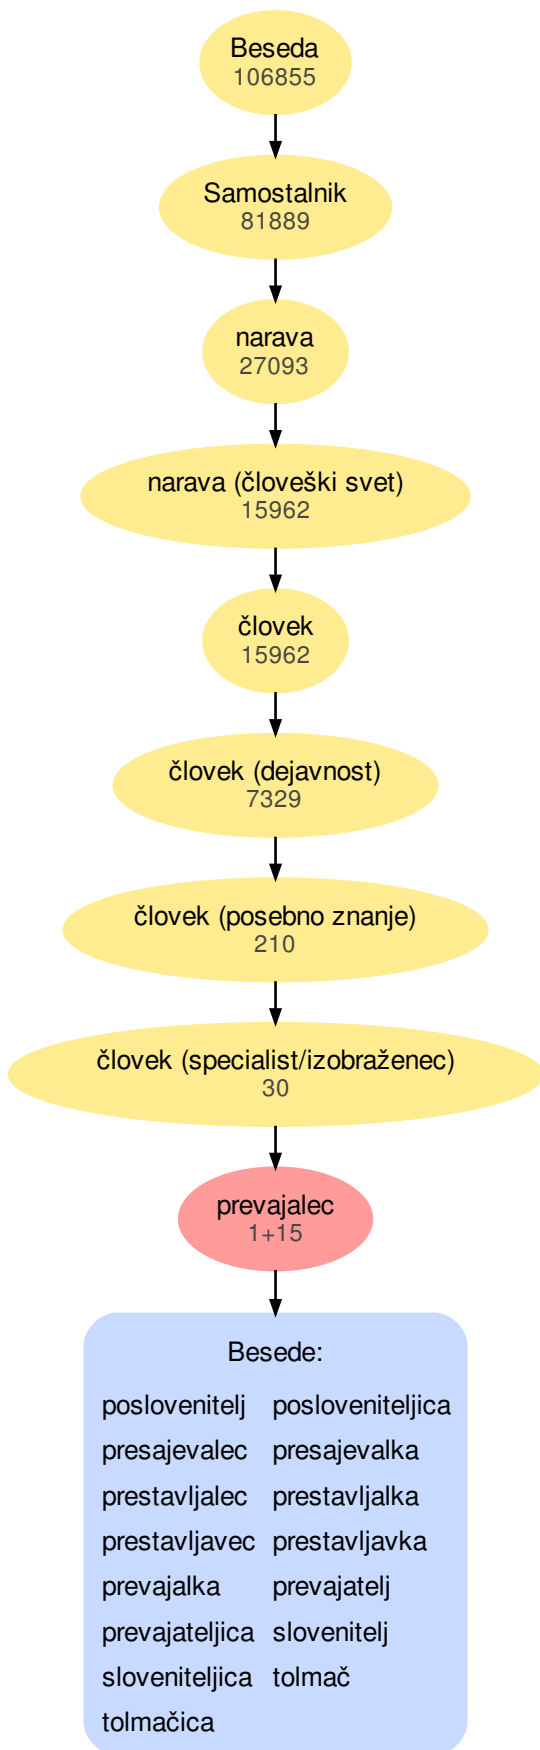 Beseda
106855
Samostalnik
81889
narava
27093
narava (človeški svet)
15962
človek
15962
človek (dejavnost)
7329
človek (posebno znanje)
210
človek (specialist/izobraženec)
30
prevajalec
1+15
Besede:
poslovenitelj posloveniteljica
presajevalec presajevalka
prestavljalec prestavljalka
prestavljavec prestavljavka
prevajalka prevajatelj
prevajateljica slovenitelj
sloveniteljica tolmač
tolmačica